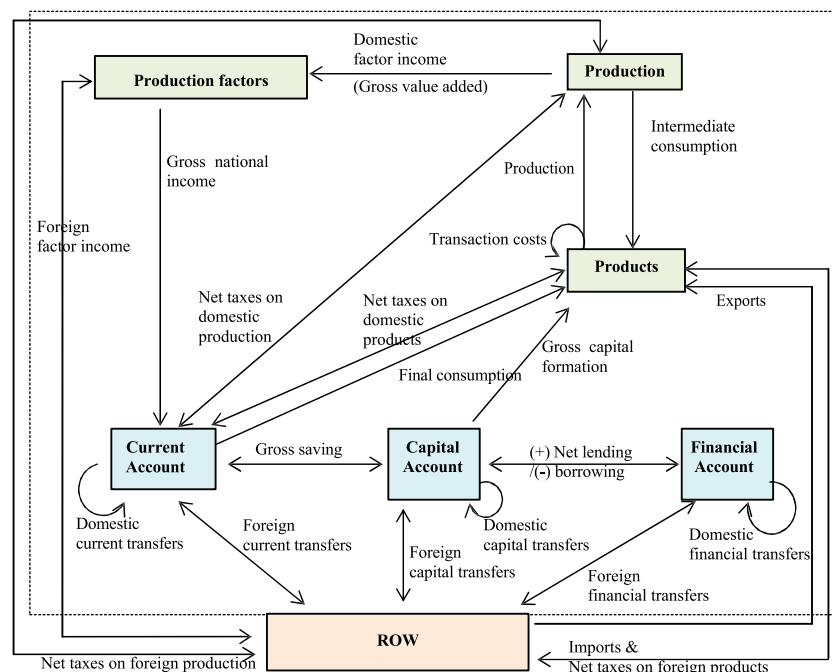 Domestic
factor income
(Gross value added)
Production factors
Production
Intermediate
consumption
Gross national
income
Production
Foreign
factor income
Transaction costs
Products
Net taxes on
domestic
production
Net taxes on
domestic
products
Exports
Gross capital
formation
Final consumption
Current
Account
Gross saving
Capital
Account
(+) Net lending
/(-) borrowing
Financial
Account
Domestic
current transfers
Foreign
current transfers
Domestic
capital transfers
Foreign
capital transfers
Domestic
financial transfers
Foreign
financial transfers
ROW
Net taxes on foreign production
Imports &
Net taxes on foreign products